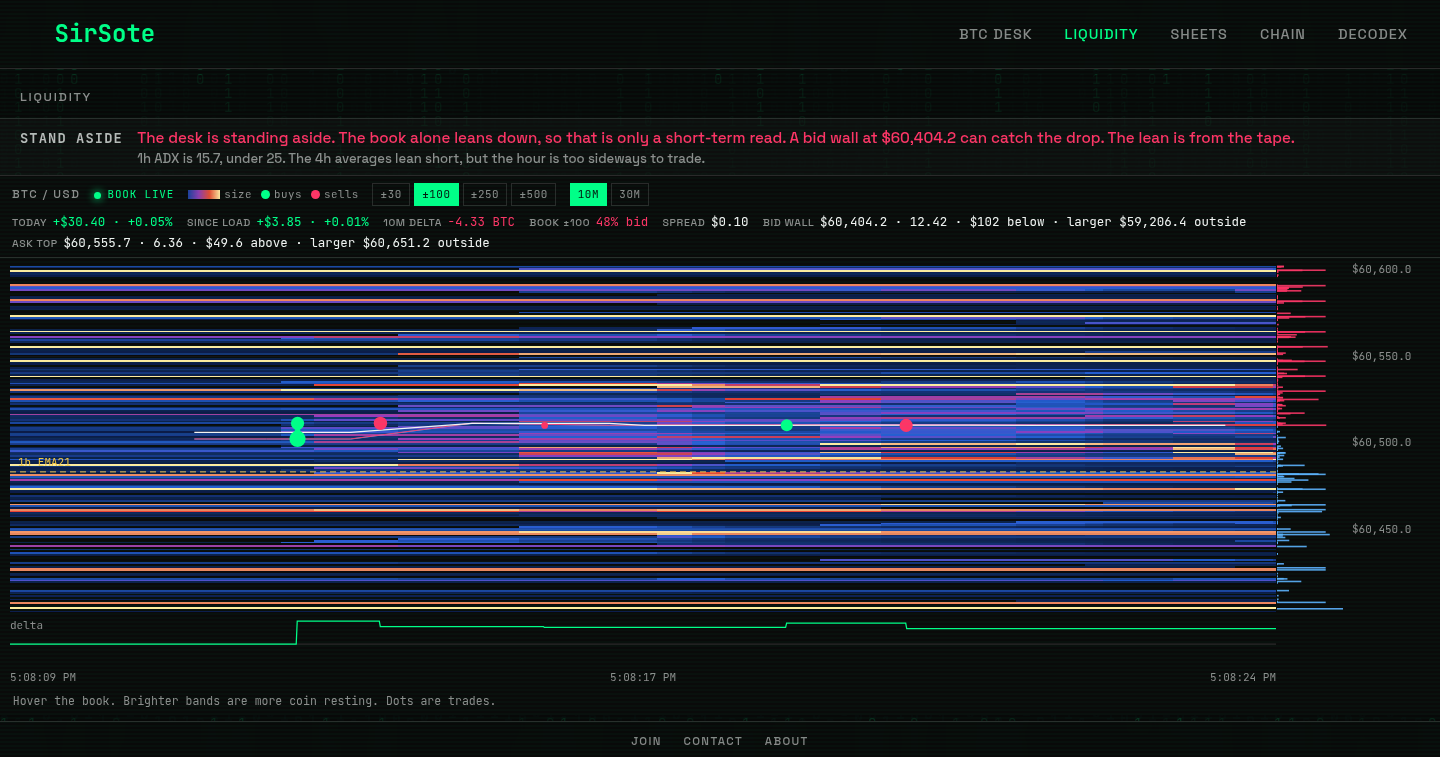 SirSote
BTC DESK LIQUIDITY SHEETS CHAIN DECODEX
LIQUIDITY
STAND ASIDE The desk is standing aside. The book alone leans down, so that is only a short-term read. A bid wall at $60,404.2 can catch the drop. The lean is from the tape.
1h ADX is 15.7, under 25. The 4h averages lean short, but the hour is too sideways to trade.
BTC / USD BOOK LIVE size buys sells ±30 ±100 ±250 ±500 10M 30M
TODAY +$30.40 · +0.05% SINCE LOAD +$3.85 · +0.01% 10M DELTA -4.33 BTC BOOK ±100 48% bid SPREAD $0.10 BID WALL $60,404.2 · 12.42 · $102 below · larger $59,206.4 outside
ASK TOP $60,555.7 · 6.36 · $49.6 above · larger $60,651.2 outside
$60,600.0
$60,550.0
$60,500.0
1h EMA21
$60,450.0
delta
5:08:09 PM 5:08:17 PM 5:08:24 PM
Hover the book. Brighter bands are more coin resting. Dots are trades.
JOIN CONTACT ABOUT